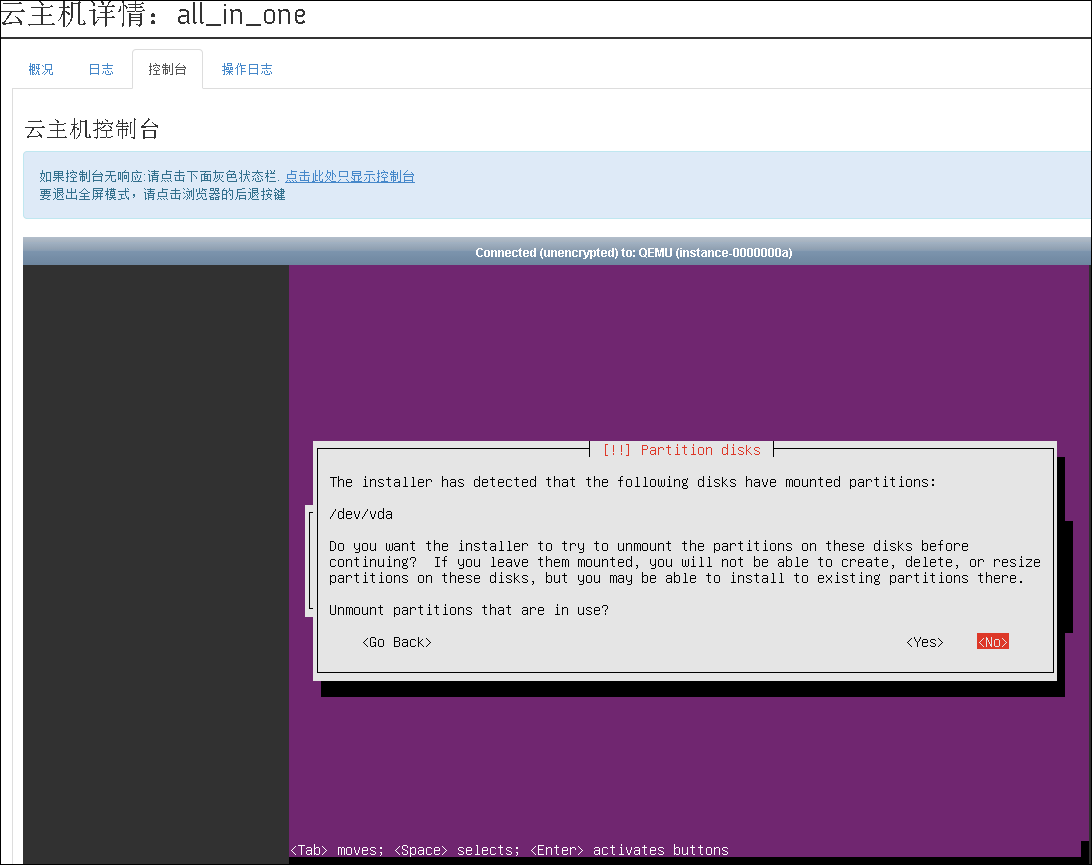 云主机详情：all_in_one
概况 日志 控制台 操作日志
云主机控制台
如果控制台无响应:请点击下面灰色状态栏. 点击此处只显示控制台
要退出全屏模式，请点击浏览器的后退按键
Connected (unencrypted) to: QEMU (instance-0000000a)
[!!] Partition disks
The installer has detected that the following disks have mounted partitions:
/dev/vda
Do you want the installer to try to unmount the partitions on these disks before
continuing?  If you leave them mounted, you will not be able to create, delete, or resize
partitions on these disks, but you may be able to install to existing partitions there.
Unmount partitions that are in use?
<Go Back> <Yes> <No>
<Tab> moves; <Space> selects; <Enter> activates buttons